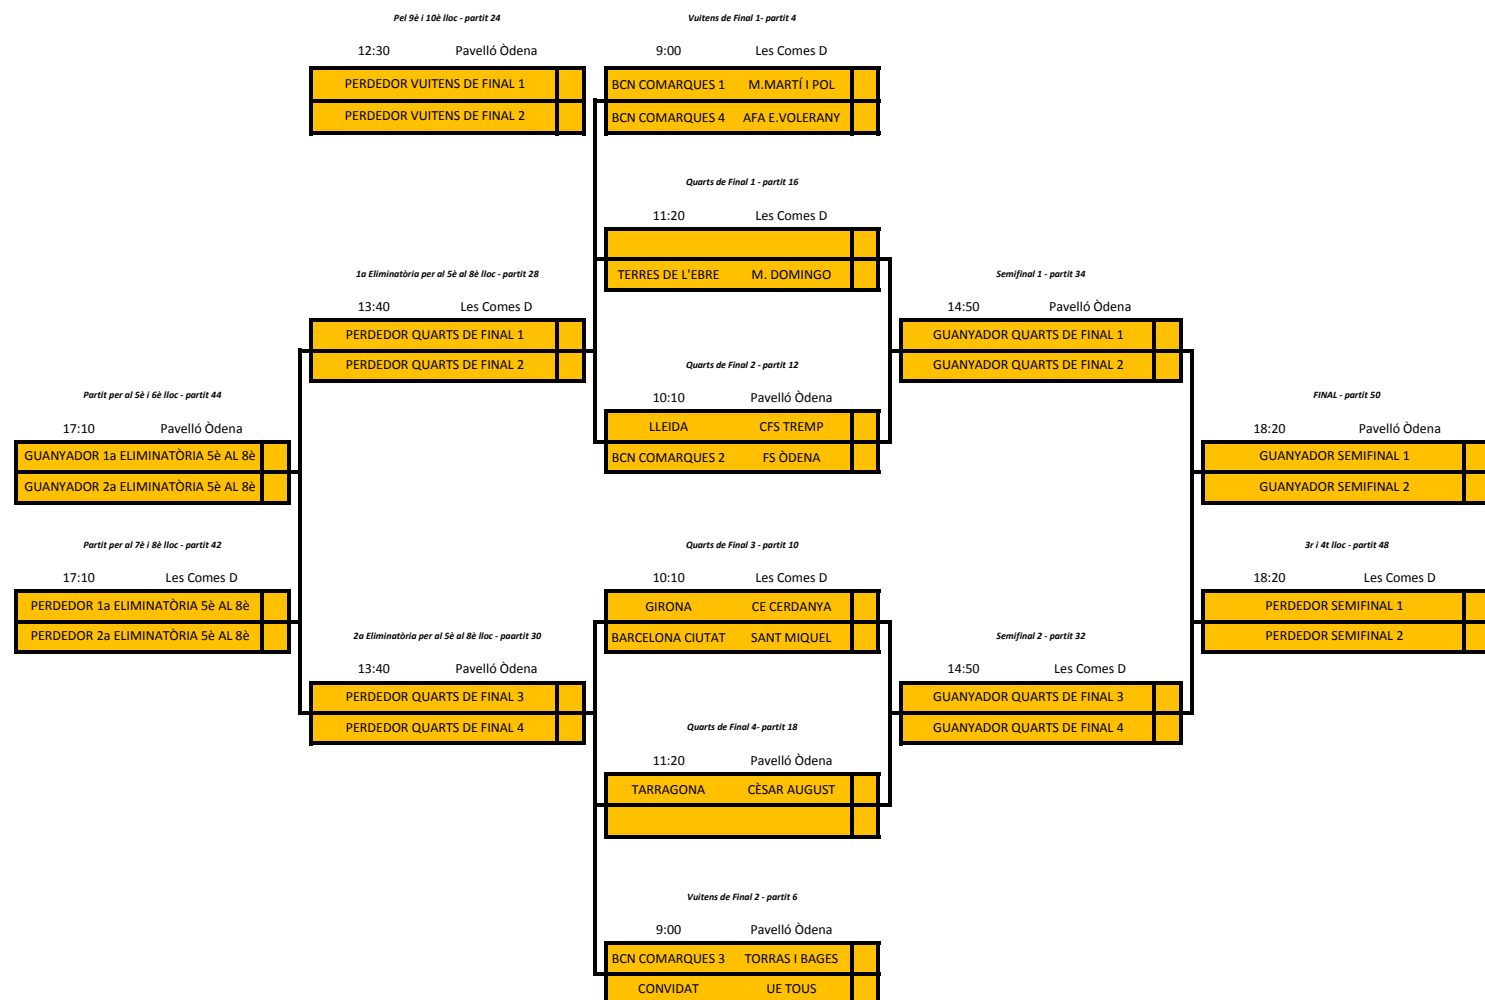 Pel 9è i 10è lloc - partit 24
12:30 Pavelló Òdena
PERDEDOR VUITENS DE FINAL 1
PERDEDOR VUITENS DE FINAL 2
Vuitens de Final 1- partit 4
9:00 Les Comes D
BCN COMARQUES 1 M.MARTÍ I POL
BCN COMARQUES 4 AFA E.VOLERANY
Quarts de Final 1 - partit 16
11:20 Les Comes D
TERRES DE L'EBRE M. DOMINGO
1a Eliminatòria per al 5è al 8è lloc - partit 28
13:40 Les Comes D
PERDEDOR QUARTS DE FINAL 1
PERDEDOR QUARTS DE FINAL 2
Semifinal 1 - partit 34
14:50 Pavelló Òdena
GUANYADOR QUARTS DE FINAL 1
GUANYADOR QUARTS DE FINAL 2
Quarts de Final 2 - partit 12
10:10 Pavelló Òdena
LLEIDA CFS TREMP
BCN COMARQUES 2 FS ÒDENA
Partit per al 5è i 6è lloc - partit 44
17:10 Pavelló Òdena
GUANYADOR 1a ELIMINATÒRIA 5è AL 8è
GUANYADOR 2a ELIMINATÒRIA 5è AL 8è
FINAL - partit 50
18:20 Pavelló Òdena
GUANYADOR SEMIFINAL 1
GUANYADOR SEMIFINAL 2
Partit per al 7è i 8è lloc - partit 42
17:10 Les Comes D
PERDEDOR 1a ELIMINATÒRIA 5è AL 8è
PERDEDOR 2a ELIMINATÒRIA 5è AL 8è
Quarts de Final 3 - partit 10
10:10 Les Comes D
GIRONA CE CERDANYA
BARCELONA CIUTAT SANT MIQUEL
3r i 4t lloc - partit 48
18:20 Les Comes D
PERDEDOR SEMIFINAL 1
PERDEDOR SEMIFINAL 2
2a Eliminatòria per al 5è al 8è lloc - paartit 30
13:40 Pavelló Òdena
PERDEDOR QUARTS DE FINAL 3
PERDEDOR QUARTS DE FINAL 4
Semifinal 2 - partit 32
14:50 Les Comes D
GUANYADOR QUARTS DE FINAL 3
GUANYADOR QUARTS DE FINAL 4
Quarts de Final 4- partit 18
11:20 Pavelló Òdena
TARRAGONA CÈSAR AUGUST
Vuitens de Final 2 - partit 6
9:00 Pavelló Òdena
BCN COMARQUES 3 TORRAS I BAGES
CONVIDAT UE TOUS